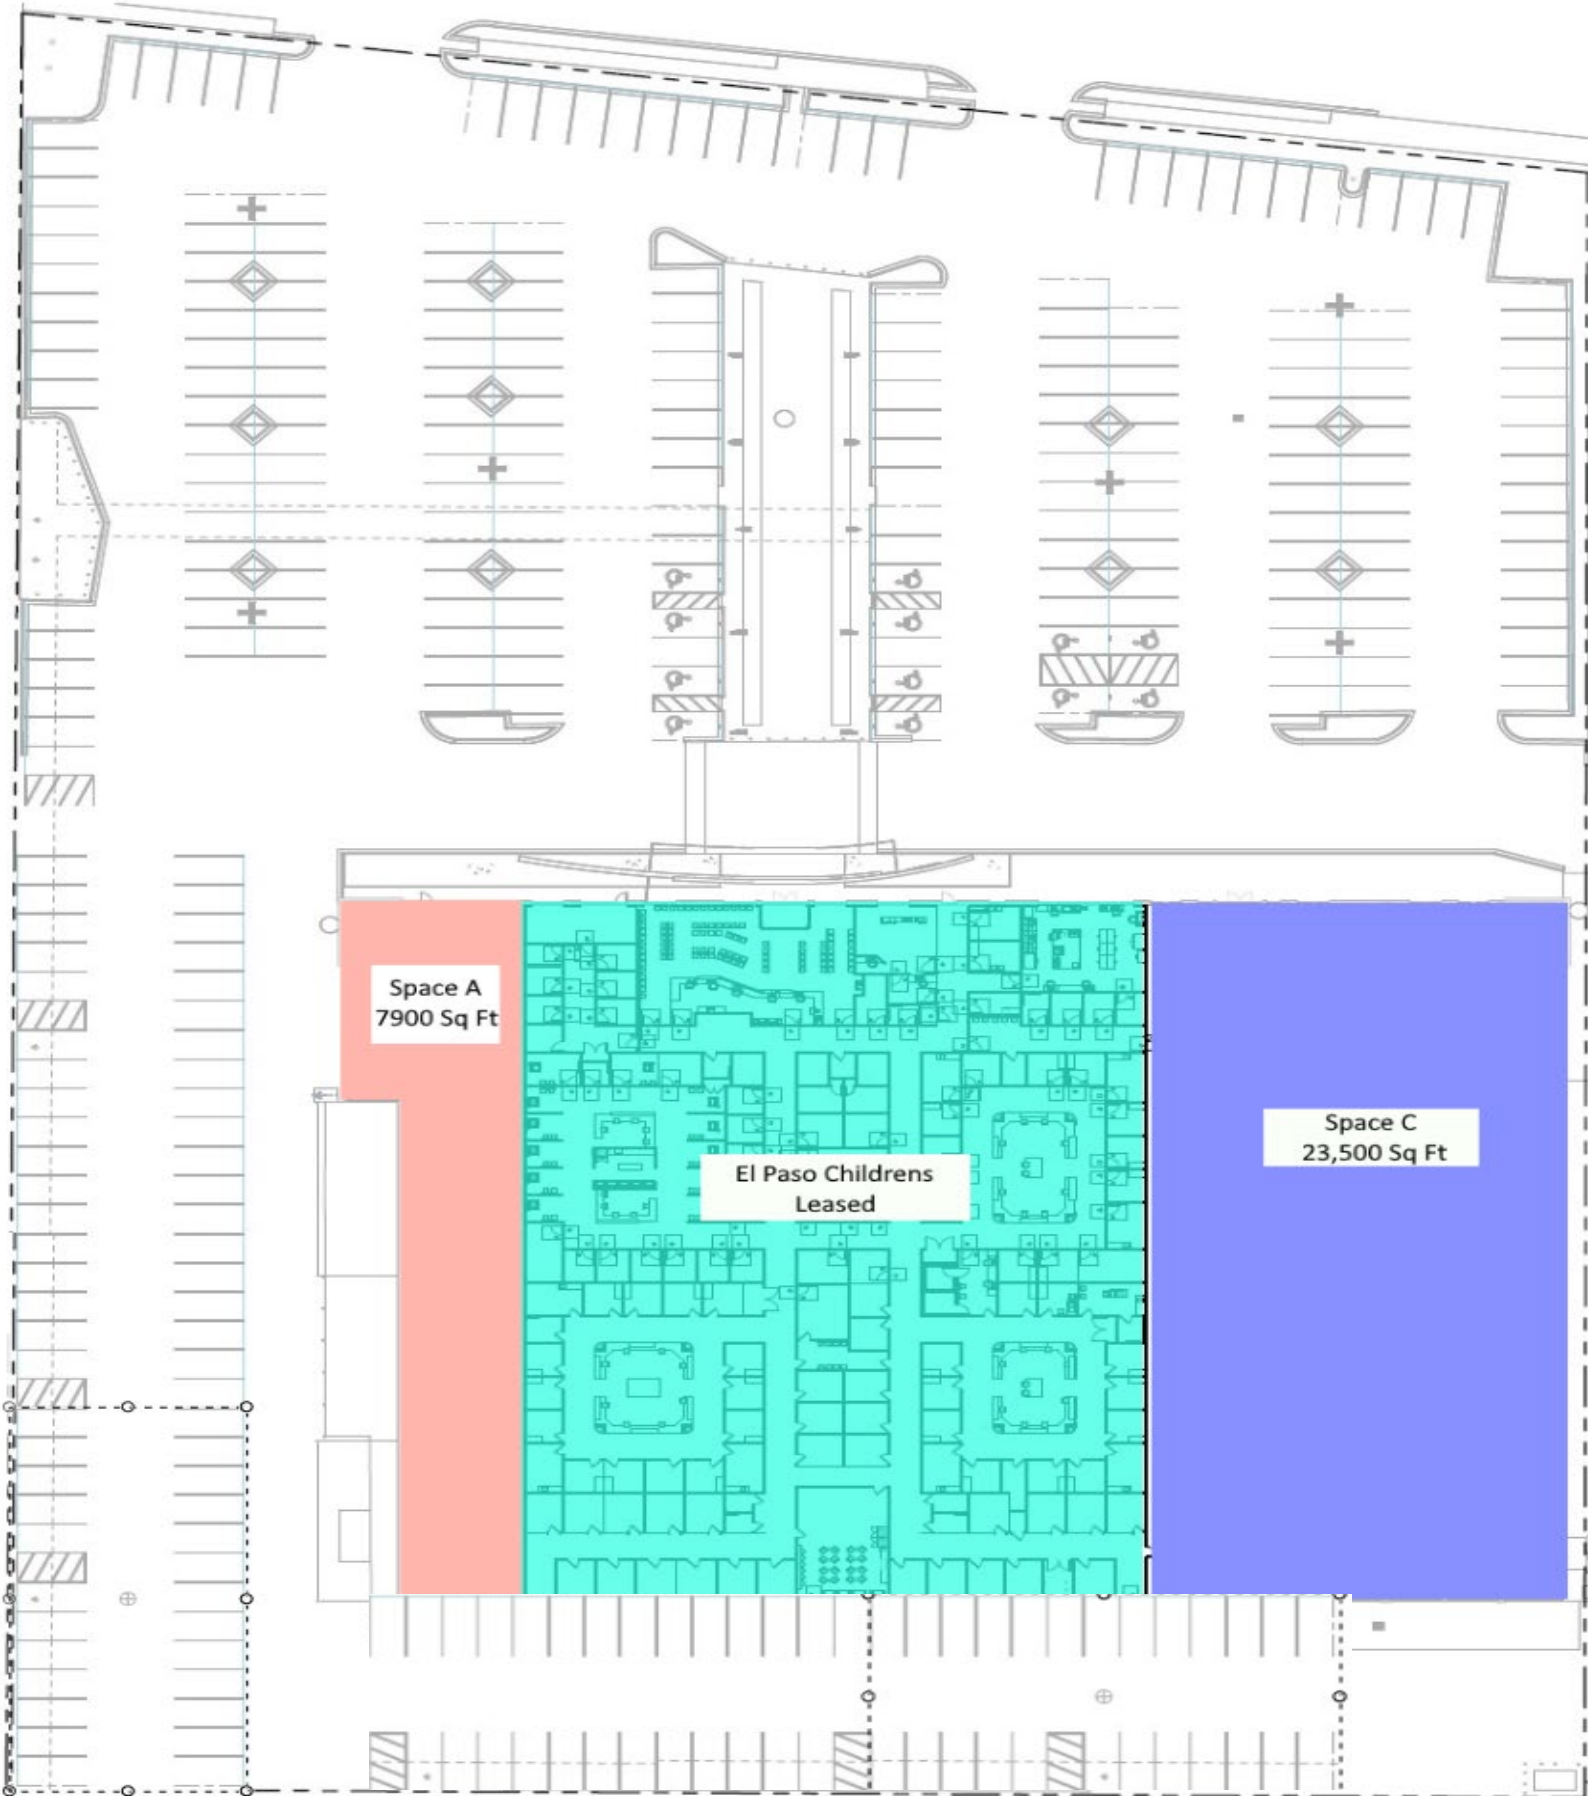 Space A
7900 Sq Ft
El Paso Childrens
Leased
Space C
23,500 Sq Ft